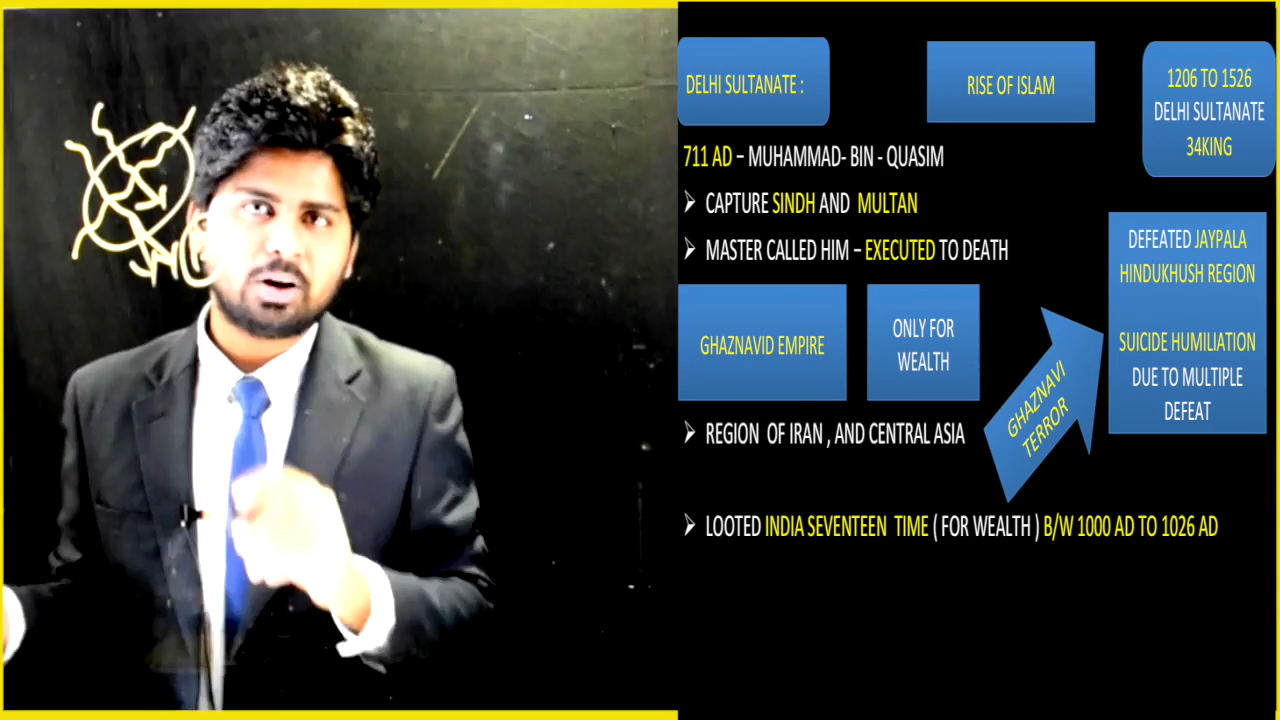 DELHI SULTANATE :
RISE OF ISLAM
1206 TO 1526
DELHI SULTANATE
34KING
711 AD – MUHAMMAD- BIN - QUASIM
CAPTURE SINDH AND MULTAN
MASTER CALLED HIM – EXECUTED TO DEATH
DEFEATED JAYPALA
HINDUKHUSH REGION
SUICIDE HUMILIATION
DUE TO MULTIPLE
DEFEAT
GHAZNAVID EMPIRE
ONLY FOR
WEALTH
GHAZNAVI
TERROR
REGION OF IRAN , AND CENTRAL ASIA
LOOTED INDIA SEVENTEEN TIME ( FOR WEALTH ) B/W 1000 AD TO 1026 AD